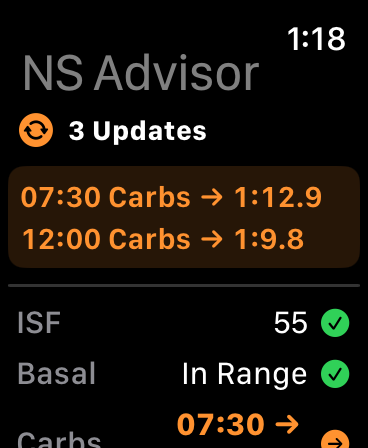 1:18
NS Advisor
3 Updates
07:30 Carbs → 1:12.9
12:00 Carbs → 1:9.8
ISF 55
Basal In Range
07:30 →
Carbs